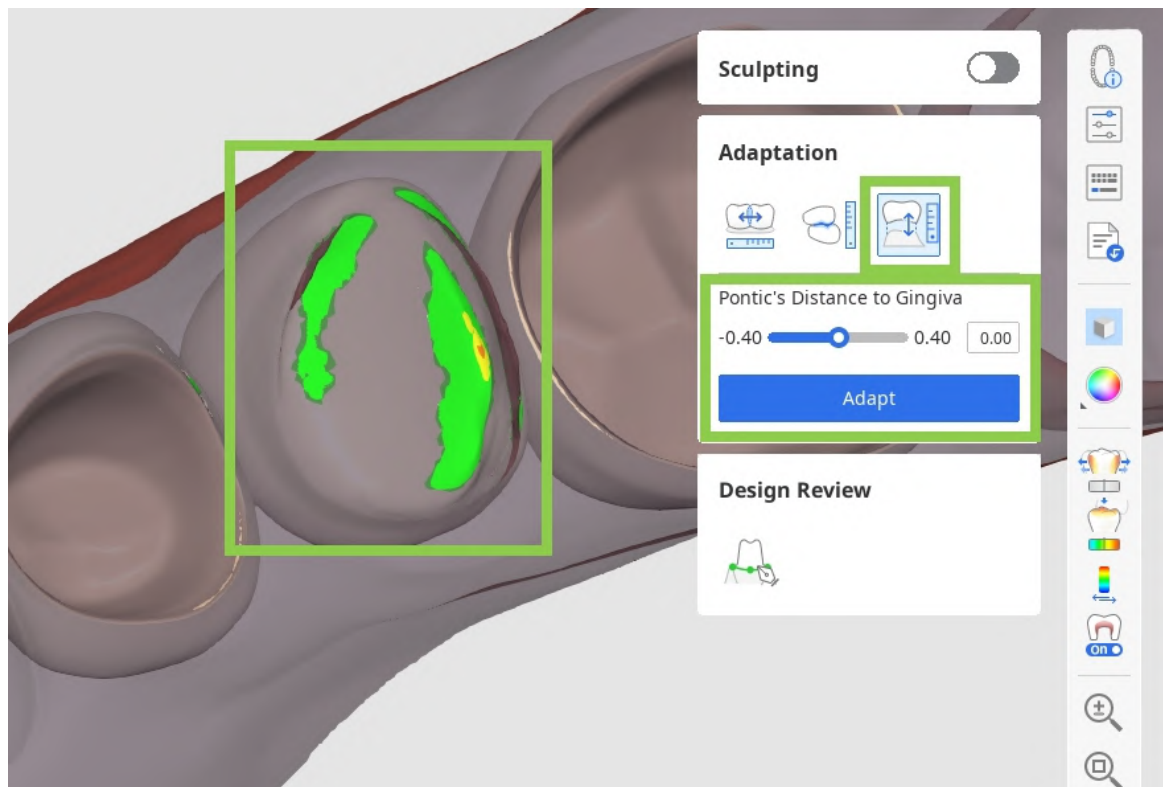 Sculpting
Adaptation
Pontic's Distance to Gingiva
-0.40 0.40 0.00
Adapt
Design Review
On